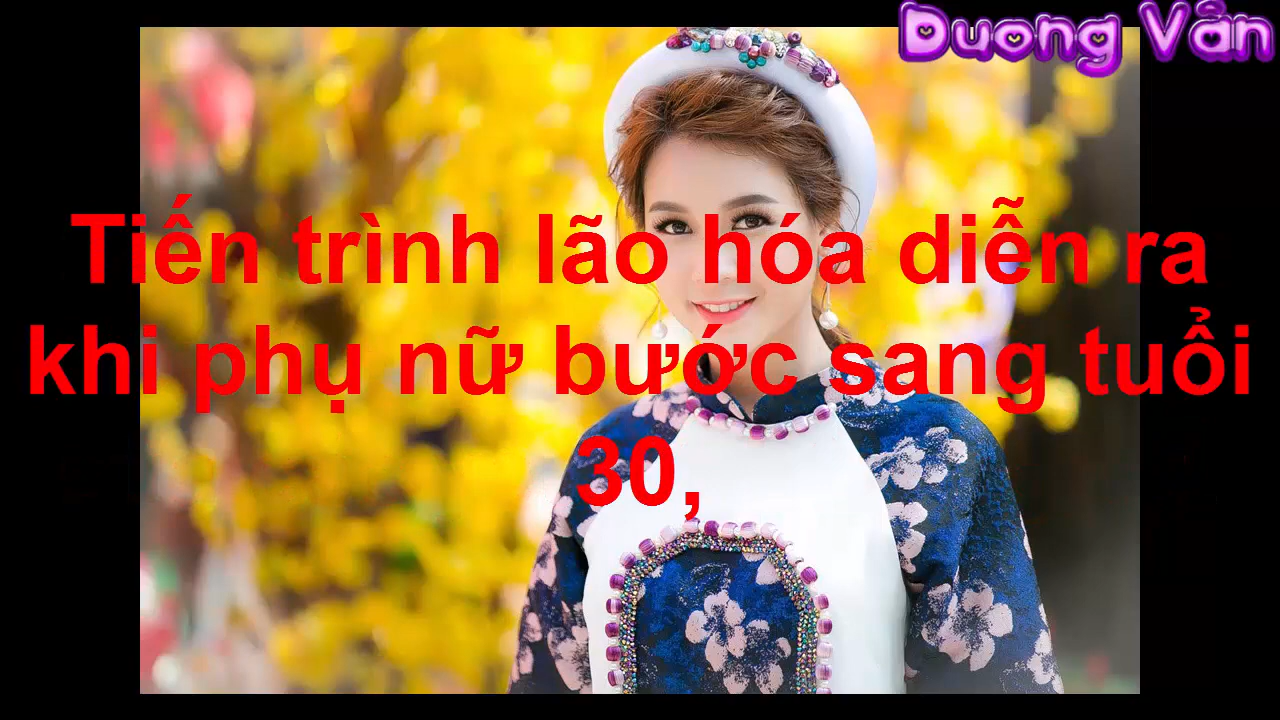 Duong Vân
Tiến trình lão hóa diễn ra
khi phụ nữ bước sang tuổi
30,